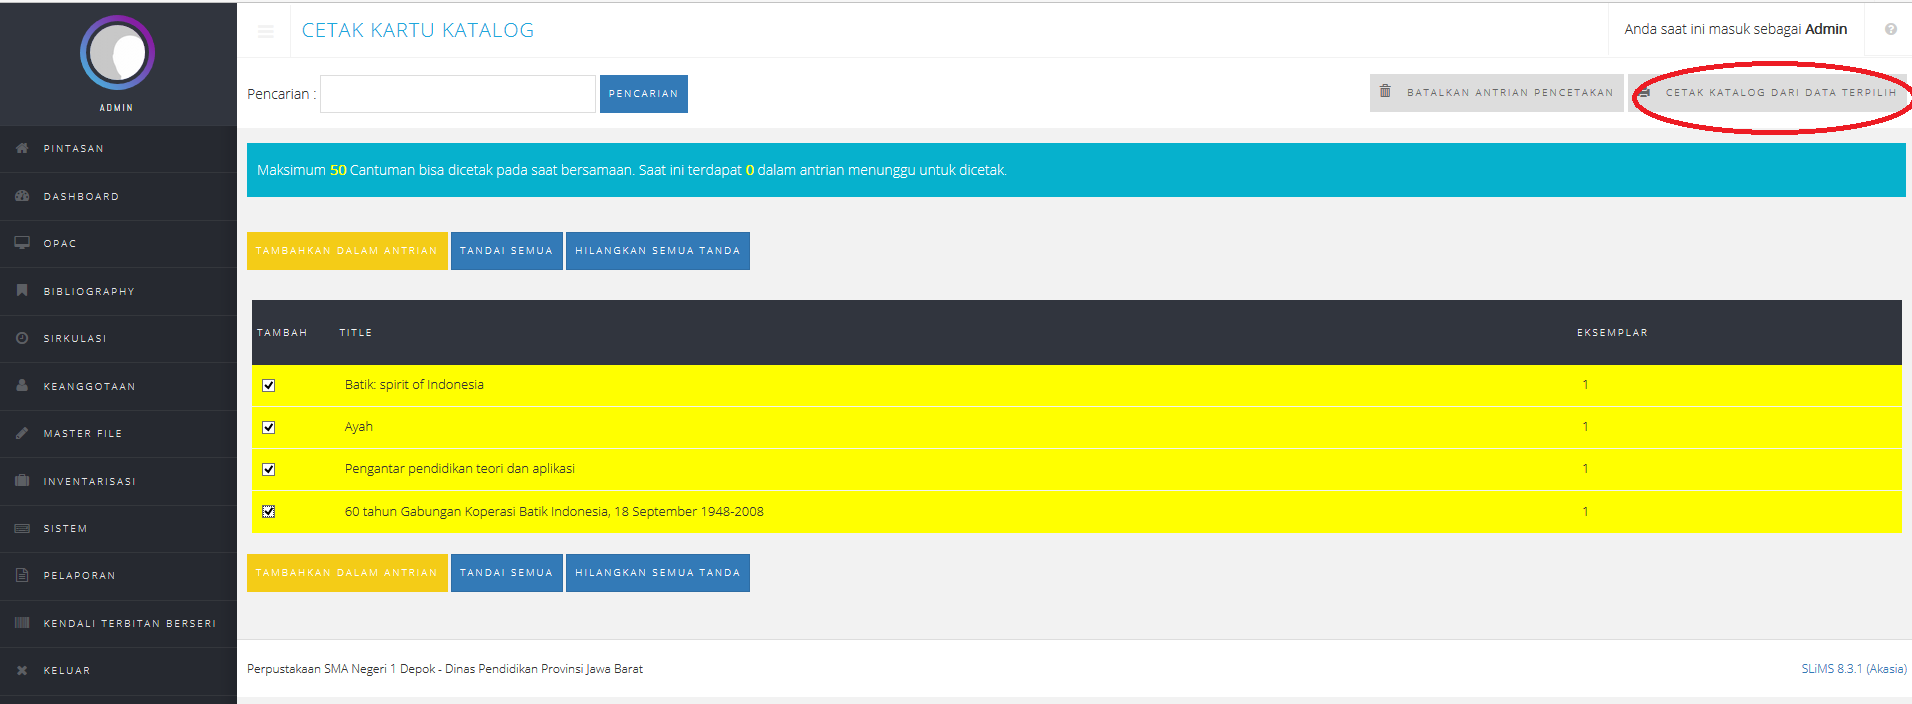 ADMIN
PINTASAN
DASHBOARD
OPAC
BIBLIOGRAPHY
SIRKULASI
KEANGGOTAAN
MASTER FILE
INVENTARISASI
SISTEM
PELAPORAN
KENDALI TERBITAN BERSERI
KELUAR
CETAK KARTU KATALOG
Anda saat ini masuk sebagai Admin
Pencarian :
PENCARIAN
BATALKAN ANTRIAN PENCETAKAN
CETAK KATALOG DARI DATA TERPILIH
Maksimum 50 Cantuman bisa dicetak pada saat bersamaan. Saat ini terdapat 0 dalam antrian menunggu untuk dicetak.
TAMBAHKAN DALAM ANTRIAN TANDAI SEMUA HILANGKAN SEMUA TANDA
TAMBAH TITLE EKSEMPLAR
Batik: spirit of Indonesia 1
Ayah 1
Pengantar pendidikan teori dan aplikasi 1
60 tahun Gabungan Koperasi Batik Indonesia, 18 September 1948-2008 1
TAMBAHKAN DALAM ANTRIAN TANDAI SEMUA HILANGKAN SEMUA TANDA
Perpustakaan SMA Negeri 1 Depok - Dinas Pendidikan Provinsi Jawa Barat
SLiMS 8.3.1 (Akasia)